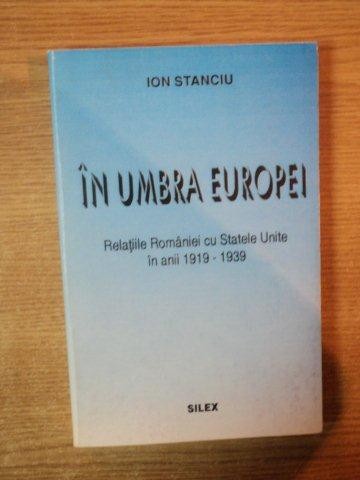 ION STANCIU
ÎN UMBRA EUROPEI
Relațiile României cu Statele Unite
în anii 1919 - 1939
SILEX